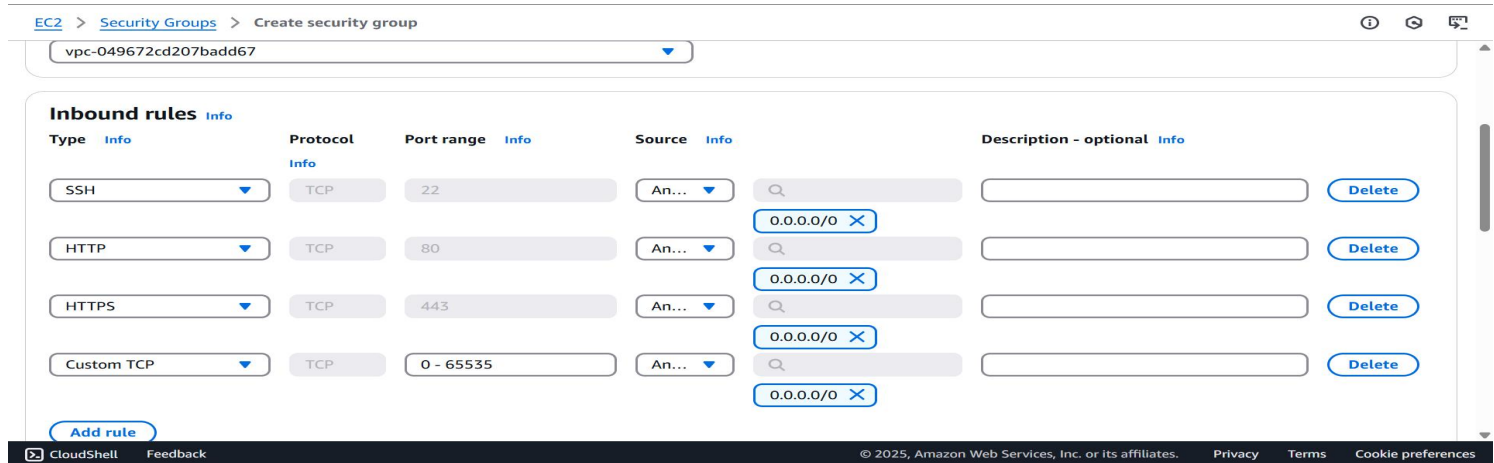 EC2 > Security Groups > Create security group
vpc-049672cd207badd67
Inbound rules Info
Type Info Protocol Port range Info Source Info Description - optional Info
Info
SSH TCP 22 An... Delete
0.0.0.0/0
HTTP TCP 80 An... Delete
0.0.0.0/0
HTTPS TCP 443 An... Delete
0.0.0.0/0
Custom TCP TCP 0 - 65535 An... Delete
0.0.0.0/0
Add rule
CloudShell Feedback © 2025, Amazon Web Services, Inc. or its affiliates. Privacy Terms Cookie preferences